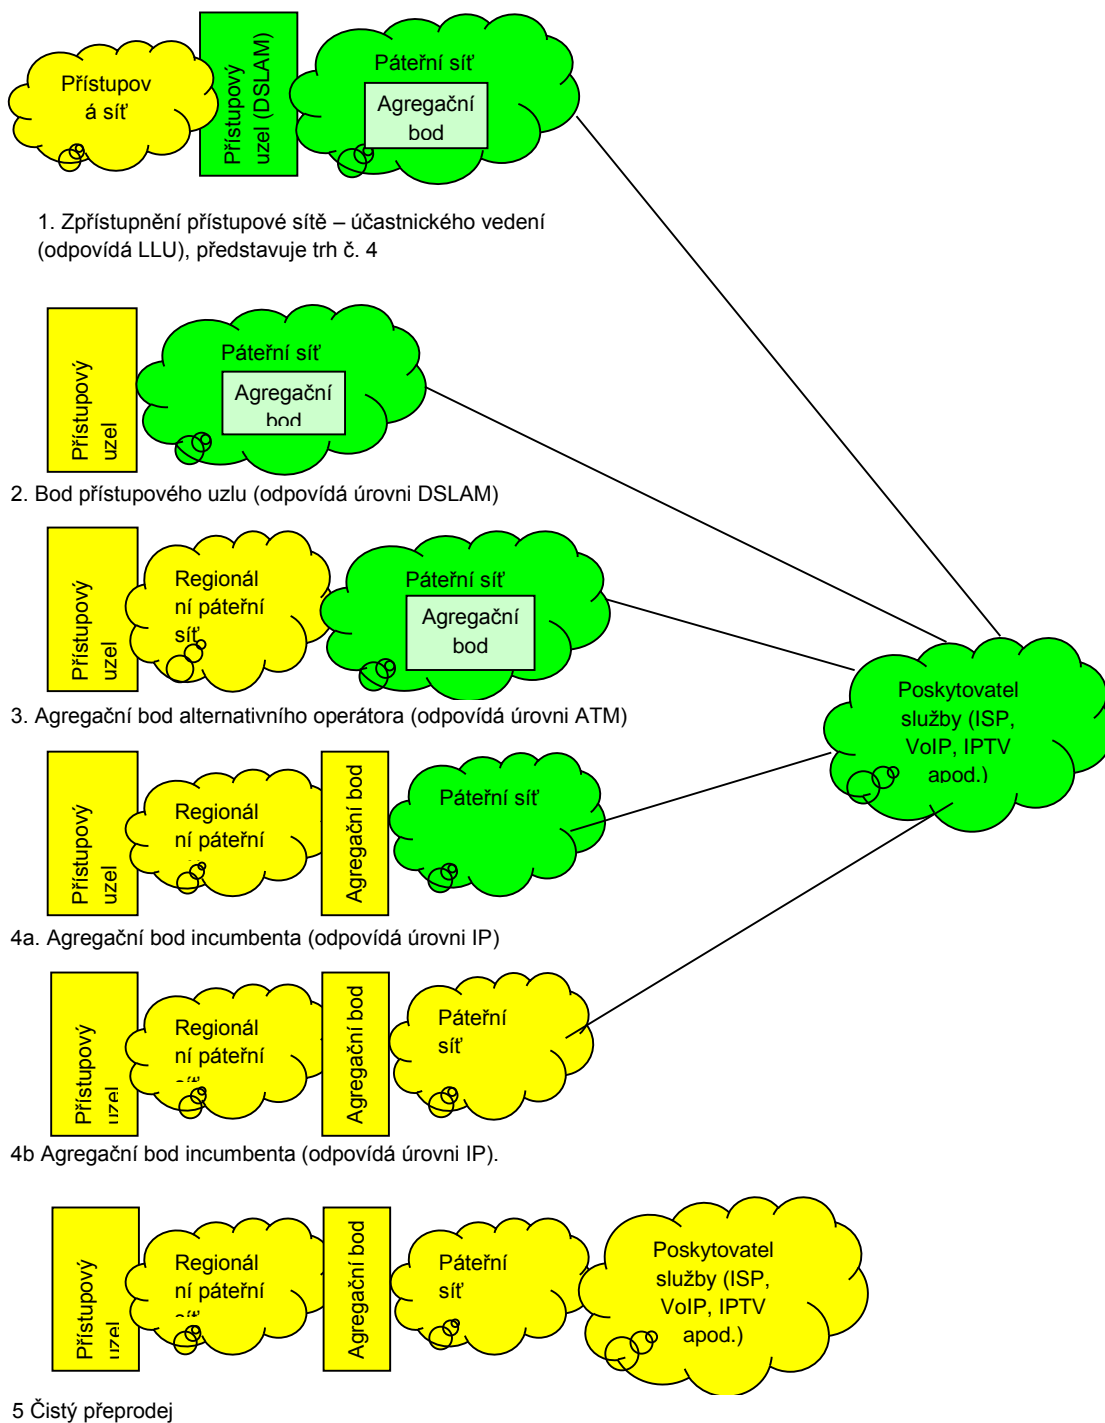 Přístupov
á síť
Přístupový
uzel (DSLAM)
Páteřní síť
Agregační
bod
1. Zpřístupnění přístupové sítě – účastnického vedení
(odpovídá LLU), představuje trh č. 4
Přístupový
uzel
Páteřní síť
Agregační
bod
2. Bod přístupového uzlu (odpovídá úrovni DSLAM)
Přístupový
uzel
Regionál
ní páteřní
síť
Páteřní síť
Agregační
bod
Poskytovatel
služby (ISP,
VoIP, IPTV
apod.)
3. Agregační bod alternativního operátora (odpovídá úrovni ATM)
Přístupový
uzel
Regionál
ní páteřní
Agregační bod
Páteřní síť
4a. Agregační bod incumbenta (odpovídá úrovni IP)
Přístupový
uzel
Regionál
ní páteřní
síť
Agregační bod
Páteřní
síť
4b Agregační bod incumbenta (odpovídá úrovni IP).
Přístupový
uzel
Regionál
ní páteřní
síť
Agregační bod
Páteřní
síť
Poskytovatel
služby (ISP,
VoIP, IPTV
apod.)
5 Čistý přeprodej